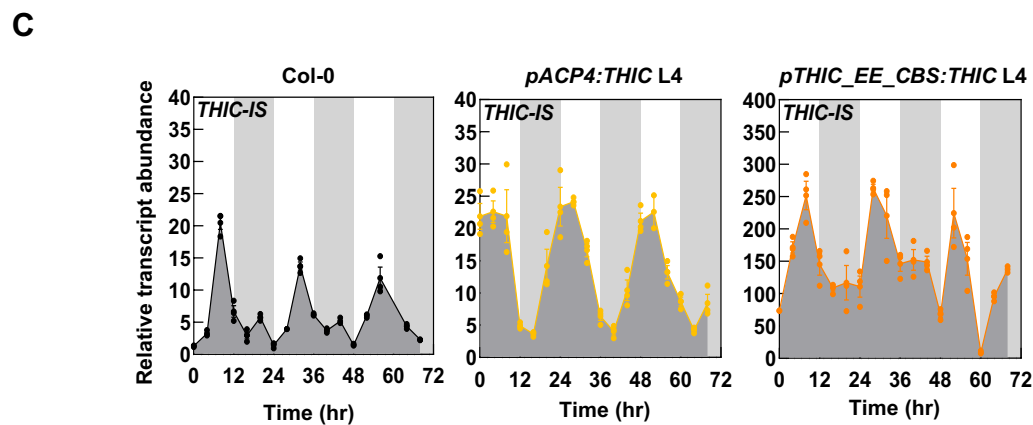 C
Col-0
pACP4:THIC L4
pTHIC_EE_CBS:THIC L4
Relative transcript abundance
THIC-IS
40
35
30
25
20
15
10
5
0
0 12 24 36 48 60 72
Time (hr)
THIC-IS
40
35
30
25
20
15
10
5
0
0 12 24 36 48 60 72
Time (hr)
THIC-IS
400
350
300
250
200
150
100
50
0
0 12 24 36 48 60 72
Time (hr)